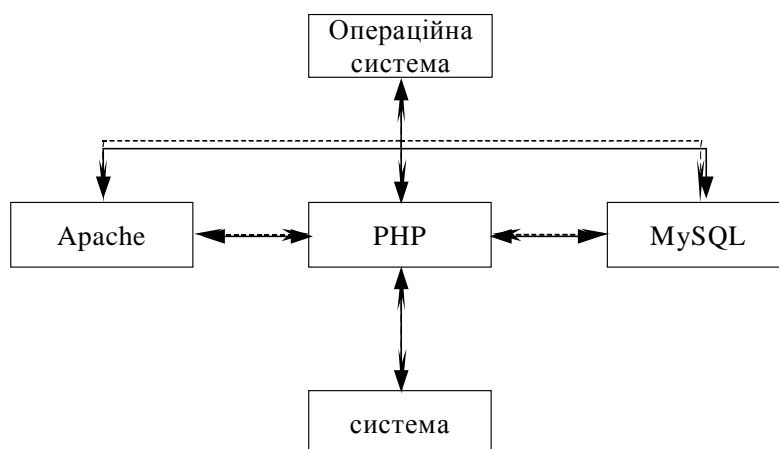 Операційна
система
Apache
PHP
MySQL
система